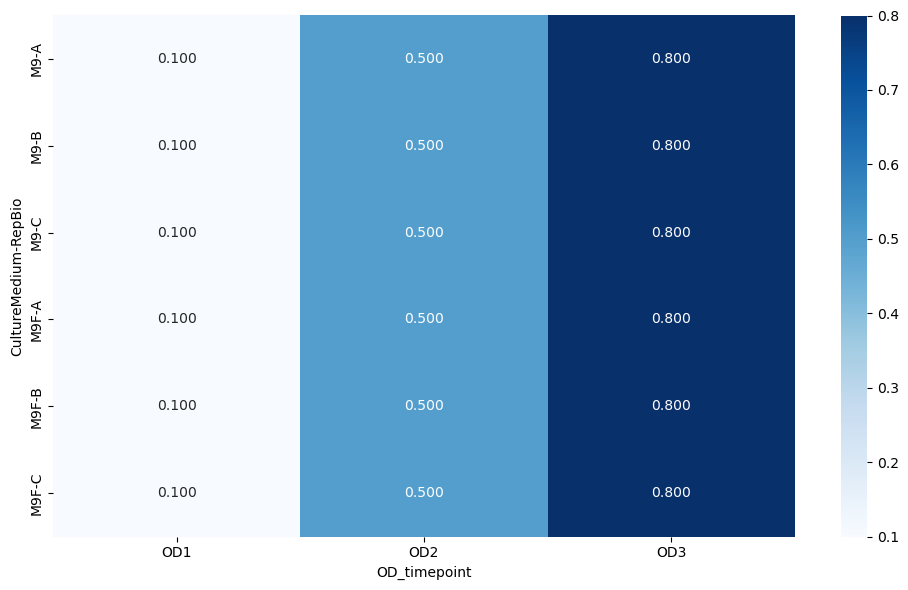 CultureMedium-RepBio
M9-A 0.100 0.500 0.800
M9-B 0.100 0.500 0.800
M9-C 0.100 0.500 0.800
M9F-A 0.100 0.500 0.800
M9F-B 0.100 0.500 0.800
M9F-C 0.100 0.500 0.800
OD1 OD2 OD3
OD_timepoint
0.8
0.7
0.6
0.5
0.4
0.3
0.2
0.1